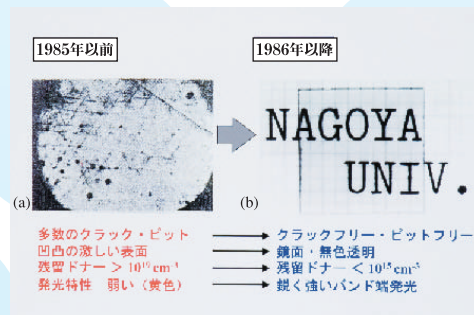 1985年以前
1986年以降
NAGOYA
UNIV.
(a)
(b)
多数のクラック・ピット
クラックフリー・ピットフリー
凹凸の激しい表面
鏡面・無色透明
残留ドナー > 10¹⁹cm⁻³
残留ドナー < 10¹⁵cm⁻³
発光特性 弱い（黄色）
鋭く強いバンド端発光